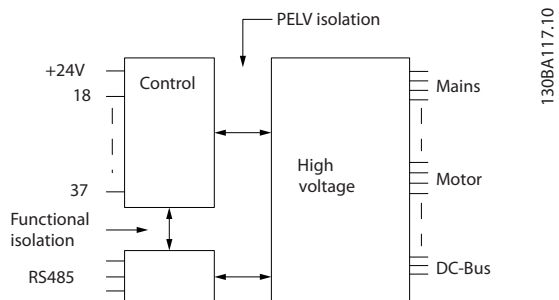 PELV isolation
130BA117.10
+24V
Control
Mains
18
High
voltage
Motor
37
Functional
isolation
DC-Bus
RS485